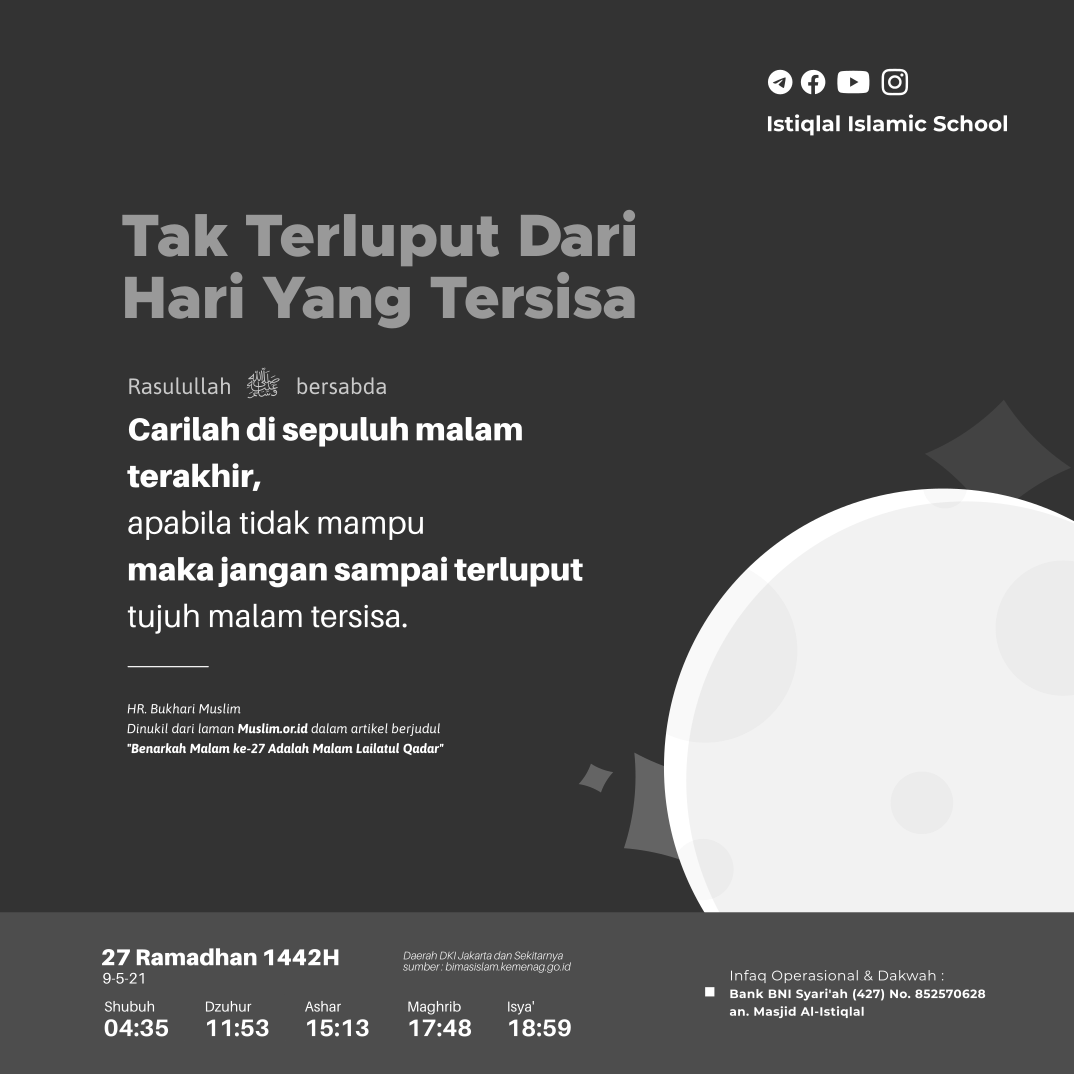 Istiqlal Islamic School
Tak Terluput Dari
Hari Yang Tersisa
Rasulullah ﷺ bersabda
Carilah di sepuluh malam
terakhir,
apabila tidak mampu
maka jangan sampai terluput
tujuh malam tersisa.
HR. Bukhari Muslim
Dinukil dari laman Muslim.or.id dalam artikel berjudul
"Benarkah Malam ke-27 Adalah Malam Lailatul Qadar"
27 Ramadhan 1442H
9-5-21
Daerah DKI Jakarta dan Sekitarnya
sumber : bimasislam.kemenag.go.id
Shubuh Dzuhur Ashar Maghrib Isya'
04:35 11:53 15:13 17:48 18:59
Infaq Operasional & Dakwah :
Bank BNI Syari'ah (427) No. 852570628
an. Masjid Al-Istiqlal